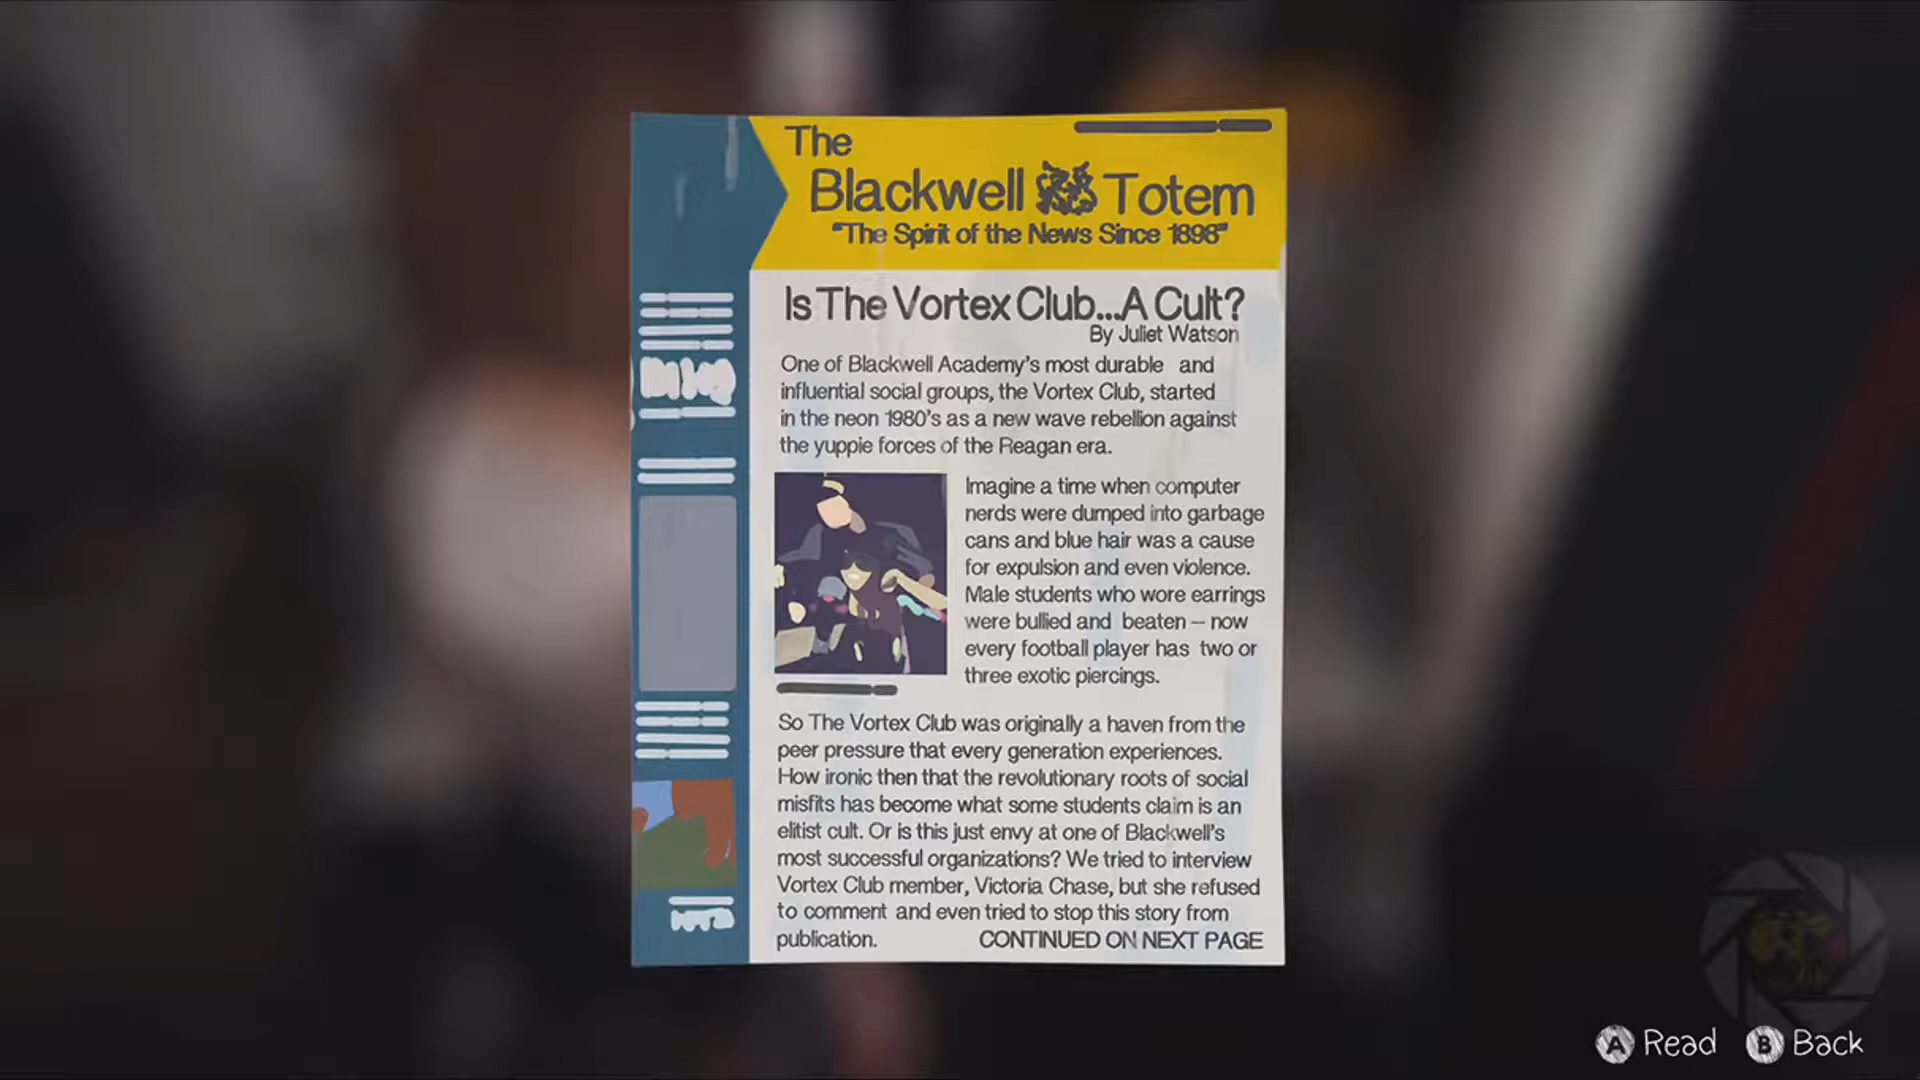 The
Blackwell Totem
"The Spirit of the News Since 1898"
Is The Vortex Club...A Cult?
By Juliet Watson
One of Blackwell Academy's most durable and
influential social groups, the Vortex Club, started
in the neon 1980's as a new wave rebellion against
the yuppie forces of the Reagan era.
Imagine a time when computer
nerds were dumped into garbage
cans and blue hair was a cause
for expulsion and even violence.
Male students who wore earrings
were bullied and beaten – now
every football player has two or
three exotic piercings.
So The Vortex Club was originally a haven from the
peer pressure that every generation experiences.
How ironic then that the revolutionary roots of social
misfits has become what some students claim is an
elitist cult. Or is this just envy at one of Blackwell's
most successful organizations? We tried to interview
Vortex Club member, Victoria Chase, but she refused
to comment and even tried to stop this story from
publication. CONTINUED ON NEXT PAGE
A Read B Back